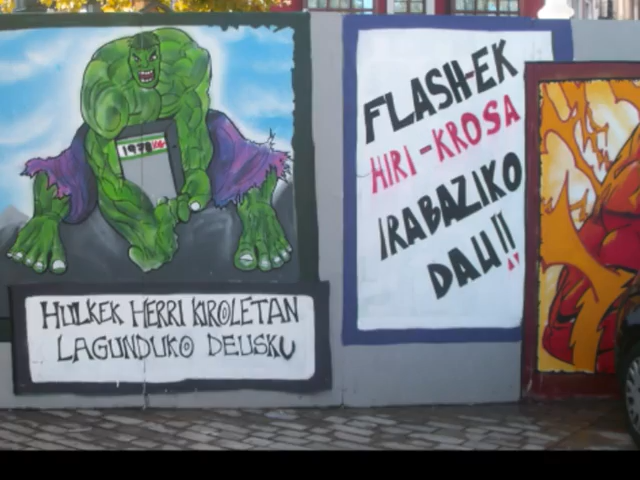 HULKEK HERRI KIROLETAN
LAGUNDUKO DEUSKU
FLASH-EK
HIRI-KROSA
IRABAZIKO
DAU!!